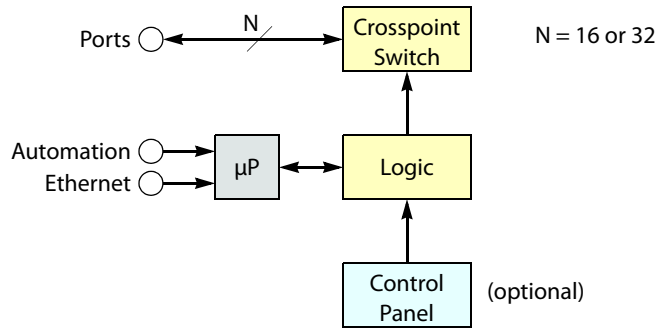 N
Ports
Crosspoint
Switch
N = 16 or 32
Automation
Ethernet
µP
Logic
Control
Panel
(optional)